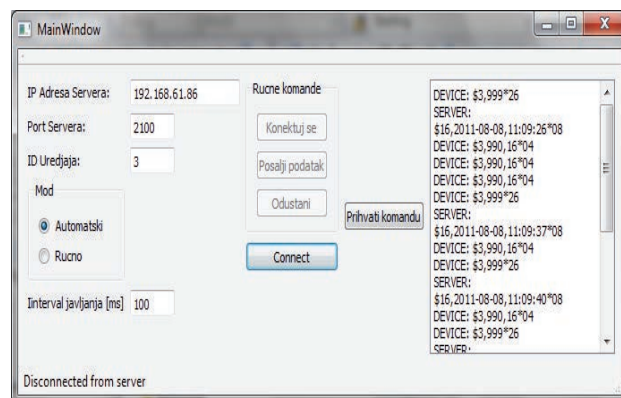 MainWindow
IP Adresa Servera: 192.168.61.86
Port Servera: 2100
ID Uredjaja: 3
Mod
Automatski
Rucno
Iinterval javljanja [ms] 100
Rucne komande
Konektuj se
Posalji podatak
Odustani
Connect
Prihvati komandu
DEVICE: $3,999*26
SERVER:
$16,2011-08-08,11:09:26*08
DEVICE: $3,990,16*04
DEVICE: $3,990,16*04
DEVICE: $3,990,16*04
DEVICE: $3,999*26
SERVER:
$16,2011-08-08,11:09:37*08
DEVICE: $3,990,16*04
DEVICE: $3,999*26
SERVER:
$16,2011-08-08,11:09:40*08
DEVICE: $3,990,16*04
DEVICE: $3,999*26
SERVER:
Disconnected from server